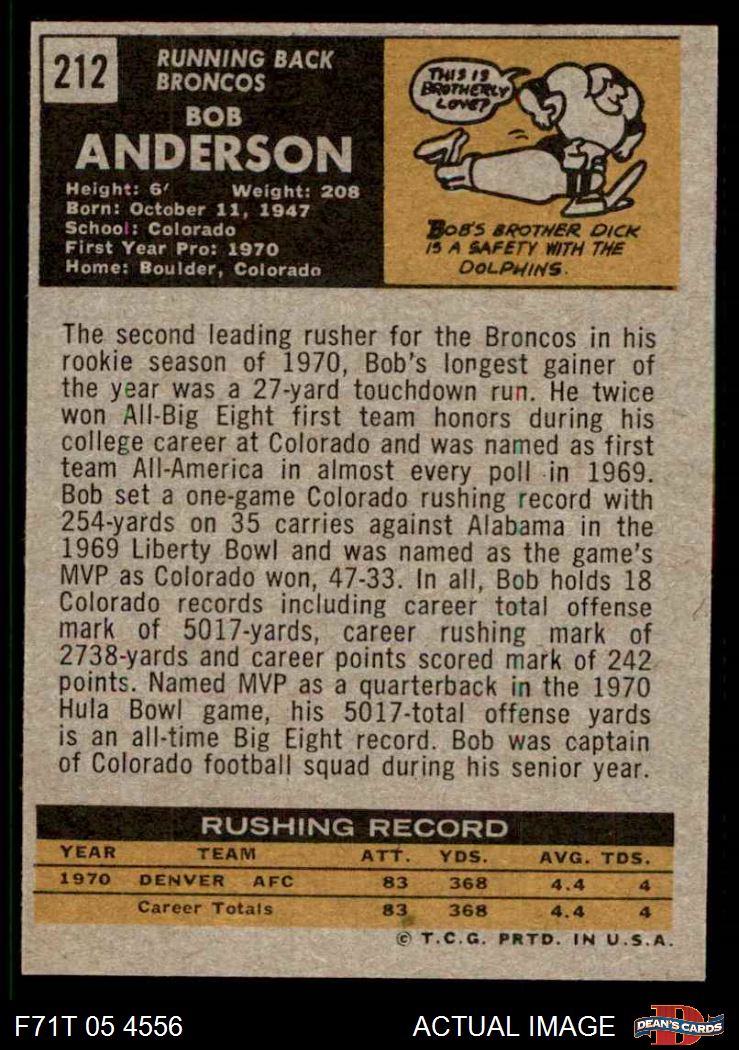 212
RUNNING BACK
BRONCOS
BOB
ANDERSON
Height: 6' Weight: 208
Born: October 11, 1947
School: Colorado
First Year Pro: 1970
Home: Boulder, Colorado
THIS IS
BROTHERLY
LOVE?
BOB'S BROTHER DICK
IS A SAFETY WITH THE
DOLPHINS.
The second leading rusher for the Broncos in his
rookie season of 1970, Bob's longest gainer of
the year was a 27-yard touchdown run. He twice
won All-Big Eight first team honors during his
college career at Colorado and was named as first
team All-America in almost every poll in 1969.
Bob set a one-game Colorado rushing record with
254-yards on 35 carries against Alabama in the
1969 Liberty Bowl and was named as the game's
MVP as Colorado won, 47-33. In all, Bob holds 18
Colorado records including career total offense
mark of 5017-yards, career rushing mark of
2738-yards and career points scored mark of 242
points. Named MVP as a quarterback in the 1970
Hula Bowl game, his 5017-total offense yards
is an all-time Big Eight record. Bob was captain
of Colorado football squad during his senior year.
RUSHING RECORD
YEAR TEAM ATT. YDS. AVG. TDS.
1970 DENVER AFC 83 368 4.4 4
Career Totals 83 368 4.4 4
© T.C.G. PRTD. IN U.S.A.
F71T 05 4556 ACTUAL IMAGE D DEAN'S CARDS